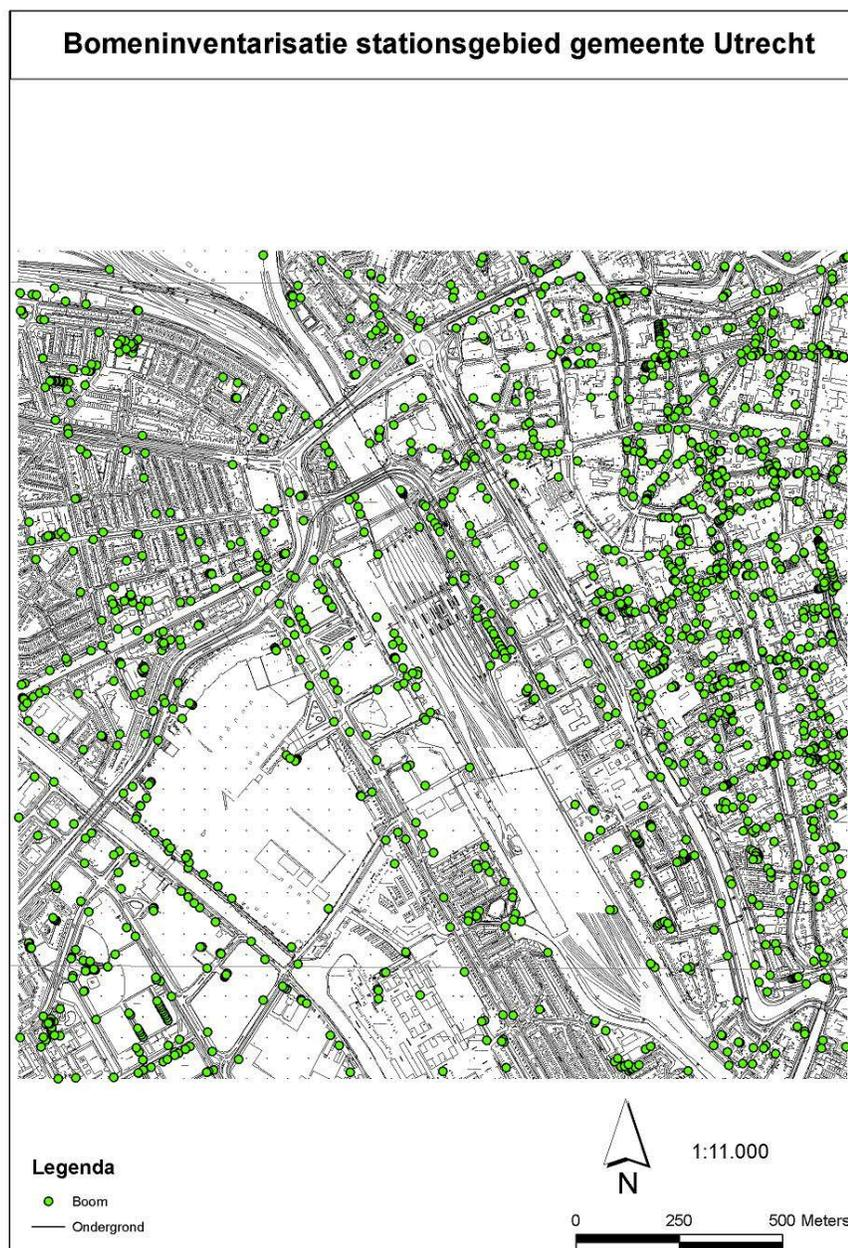 Bomeninventarisatie stationsgebied gemeente Utrecht
N
1:11.000
Legenda
Boom
Ondergrond
0 250 500 Meters